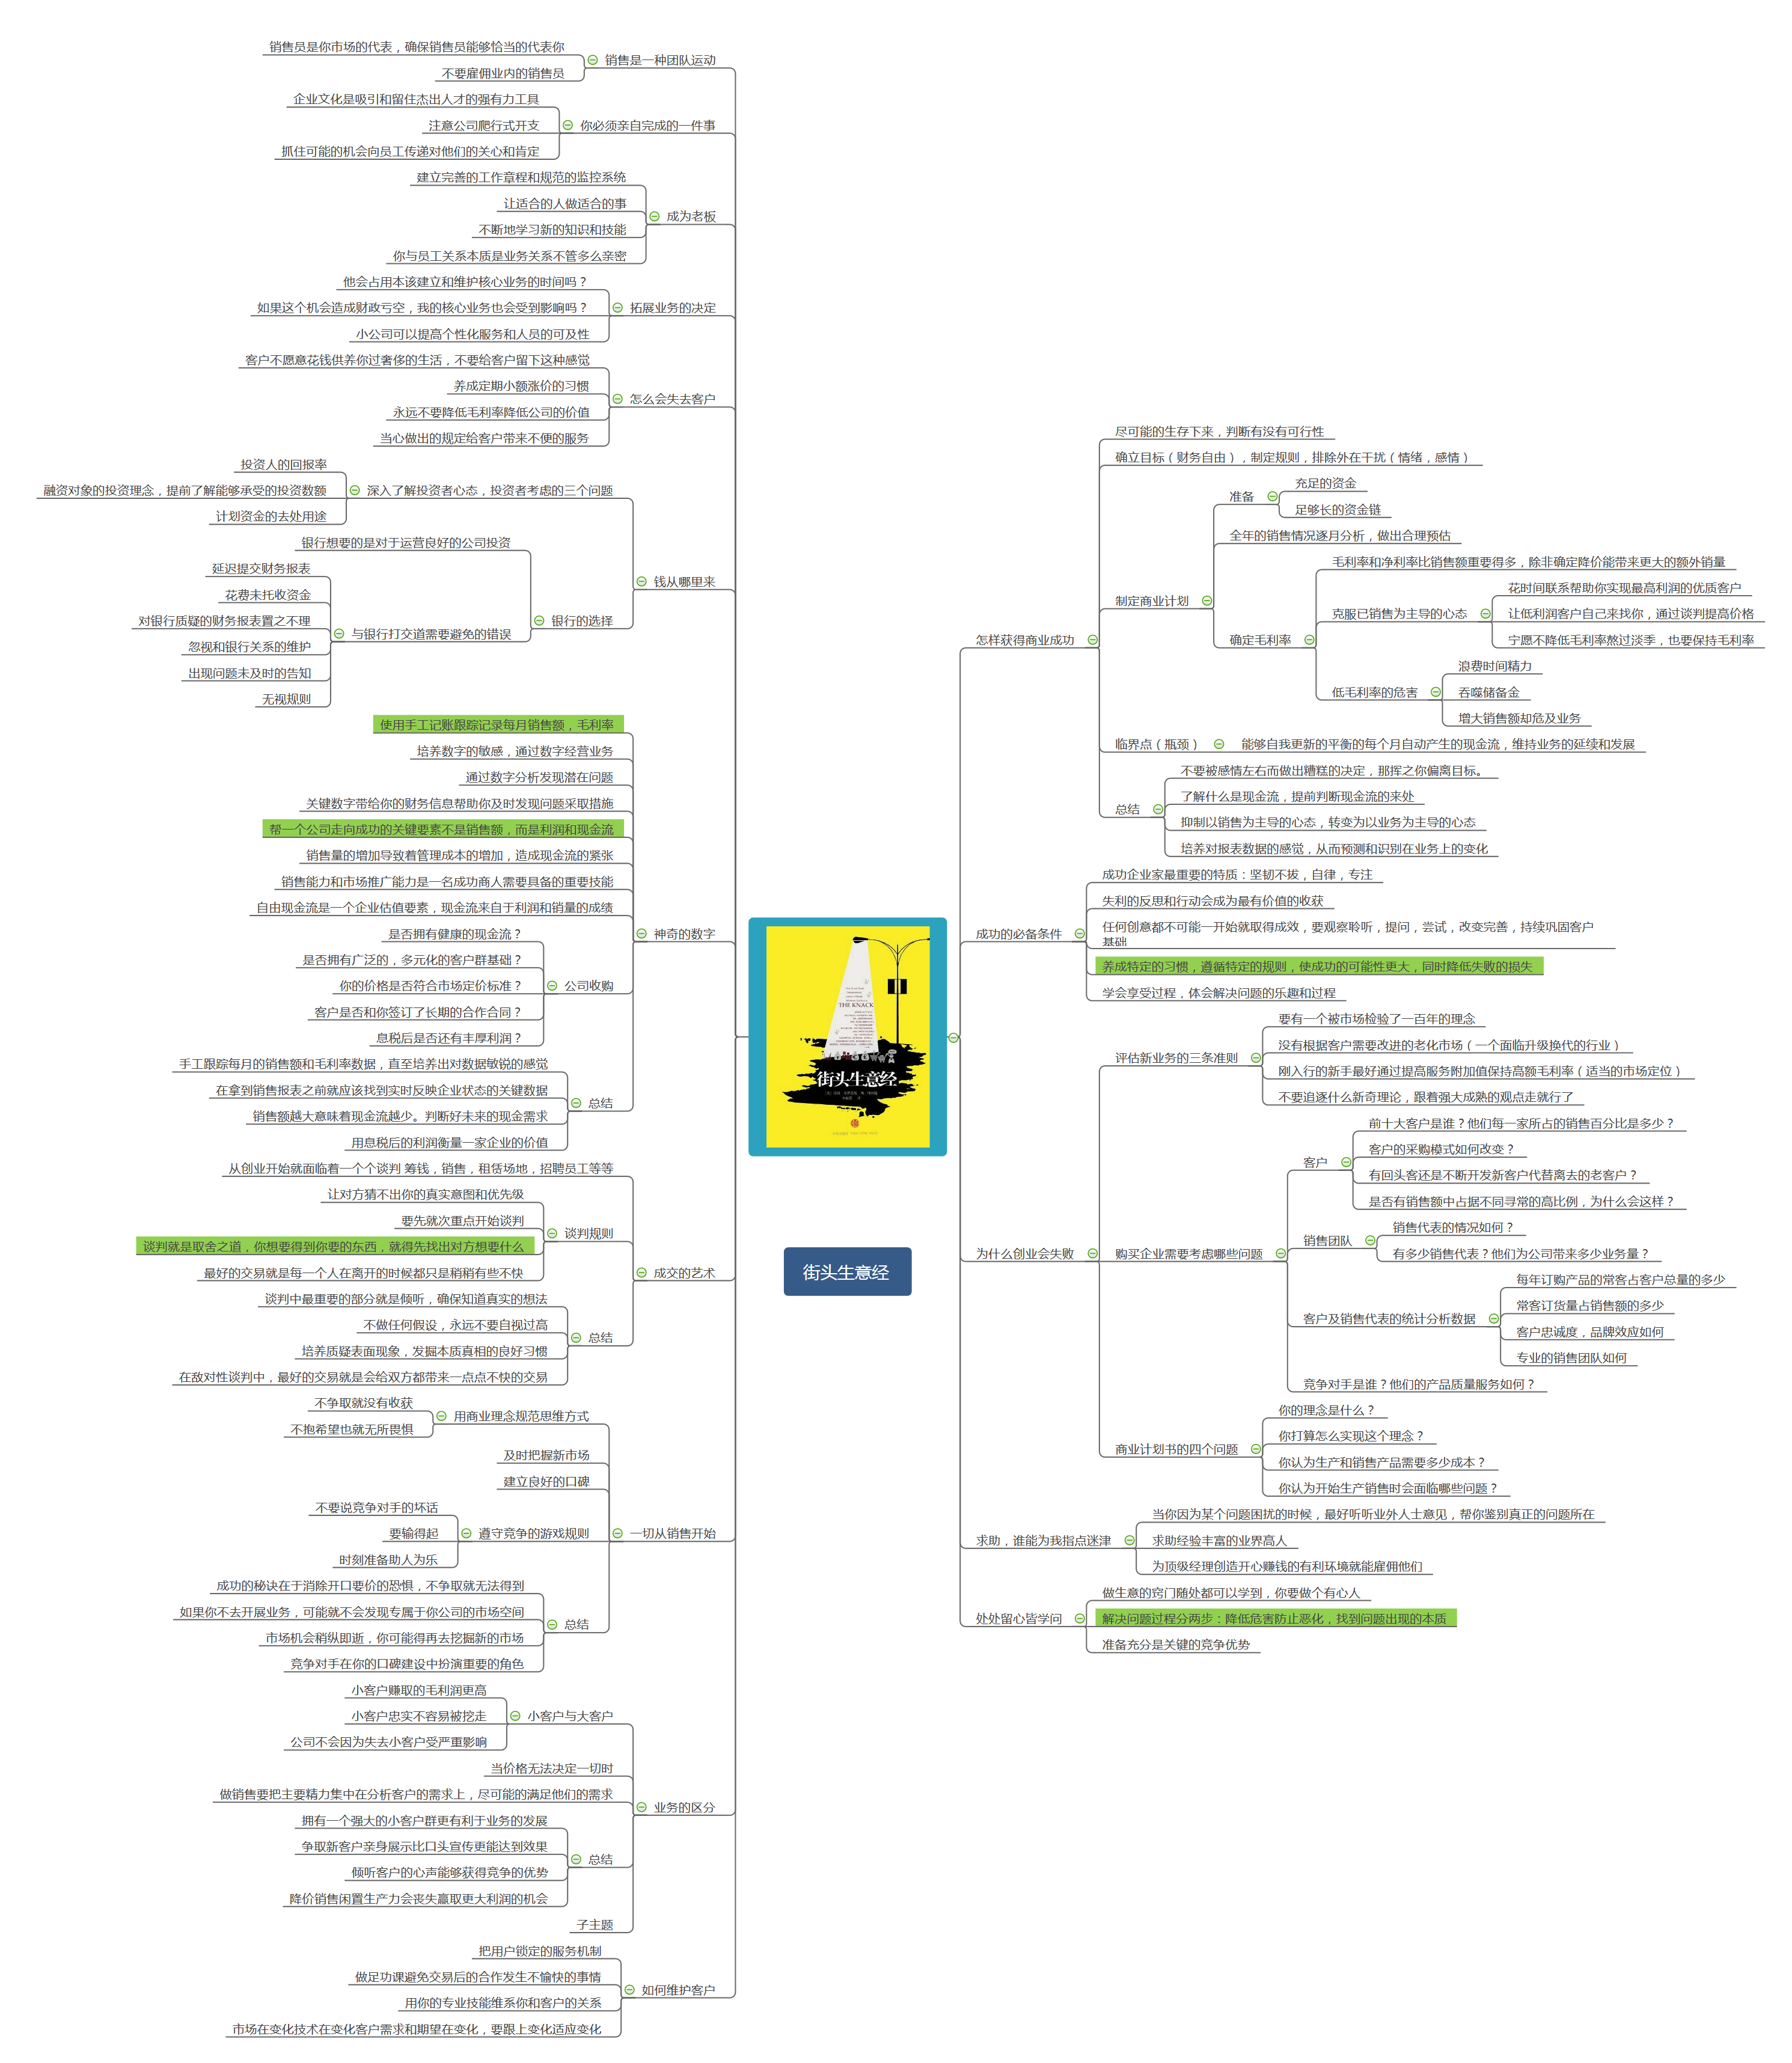 销售员是你市场的代表，确保销售员能够恰当的代表你
不要雇佣业内的销售员
销售是一种团队运动
企业文化是吸引和留住杰出人才的强有力工具
注意公司爬行式开支
抓住可能的机会向员工传递对他们的关心和肯定
你必须亲自完成的一件事
建立完善的工作章程和规范的监控系统
让适合的人做适合的事
不断地学习新的知识和技能
你与员工关系本质是业务关系不管多么亲密
成为老板
他会占用本该建立和维护核心业务的时间吗？
如果这个机会造成财政亏空，我的核心业务也会受到影响吗？
小公司可以提高个性化服务和人员的可及性
拓展业务的决定
客户不愿意花钱供养你过奢侈的生活，不要给客户留下这种感觉
养成定期小额涨价的习惯
永远不要降低毛利率降低公司的价值
当心做出的规定给客户带来不便的服务
怎么会失去客户
投资人的回报率
融资对象的投资理念，提前了解能够承受的投资数额
计划资金的去处用途
深入了解投资者心态，投资者考虑的三个问题
银行想要的是对于运营良好的公司投资
延迟提交财务报表
花费未托收资金
对银行质疑的财务报表置之不理
忽视和银行关系的维护
出现问题未及时的告知
无视规则
与银行打交道需要避免的错误
银行的选择
钱从哪里来
使用手工记账跟踪记录每月销售额，毛利率
培养数字的敏感，通过数字经营业务
通过数字分析发现潜在问题
关键数字带给你的财务信息帮助你及时发现问题采取措施
帮一个公司走向成功的关键要素不是销售额，而是利润和现金流
销售量的增加导致着管理成本的增加，造成现金流的紧张
销售能力和市场推广能力是一名成功商人需要具备的重要技能
自由现金流是一个企业估值要素，现金流来自于利润和销量的成绩
是否拥有健康的现金流？
是否拥有广泛的，多元化的客户群基础？
你的价格是否符合市场定价标准？
客户是否和你签订了长期的合作合同？
息税后是否还有丰厚利润？
公司收购
手工跟踪每月的销售额和毛利率数据，直至培养出对数据敏锐的感觉
在拿到销售报表之前就应该找到实时反映企业状态的关键数据
销售额越大意味着现金流越少。判断好未来的现金需求
用息税后的利润衡量一家企业的价值
总结
神奇的数字
从创业开始就面临着一个个谈判 筹钱，销售，租赁场地，招聘员工等等
让对方猜不出你的真实意图和优先级
要先就次重点开始谈判
谈判就是取舍之道，你想要得到你要的东西，就得先找出对方想要什么
最好的交易就是每一个人在离开的时候都只是稍稍有些不快
谈判规则
谈判中最重要的部分就是倾听，确保知道真实的想法
不做任何假设，永远不要自视过高
培养质疑表面现象，发掘本质真相的良好习惯
在敌对性谈判中，最好的交易就是会给双方都带来一点点不快的交易
总结
成交的艺术
不争取就没有收获
不抱希望也就无所畏惧
用商业理念规范思维方式
及时把握新市场
建立良好的口碑
不要说竞争对手的坏话
要输得起
时刻准备助人为乐
遵守竞争的游戏规则
成功的秘诀在于消除开口要价的恐惧，不争取就无法得到
如果你不去开展业务，可能就不会发现专属于你公司的市场空间
市场机会稍纵即逝，你可能得再去挖掘新的市场
竞争对手在你的口碑建设中扮演重要的角色
总结
一切从销售开始
小客户赚取的毛利润更高
小客户忠实不容易被挖走
公司不会因为失去小客户受严重影响
小客户与大客户
当价格无法决定一切时
做销售要把主要精力集中在分析客户的需求上，尽可能的满足他们的需求
拥有一个强大的小客户群更有利于业务的发展
争取新客户亲身展示比口头宣传更能达到效果
倾听客户的心声能够获得竞争的优势
降价销售闲置生产力会丧失赢取更大利润的机会
总结
子主题
业务的区分
把用户锁定的服务机制
做足功课避免交易后的合作发生不愉快的事情
用你的专业技能维系你和客户的关系
市场在变化技术在变化客户需求和期望在变化，要跟上变化适应变化
如何维护客户
THE KNACK
街头生意经
街头生意经
怎样获得商业成功
尽可能的生存下来，判断有没有可行性
确立目标（财务自由），制定规则，排除外在干扰（情绪，感情）
制定商业计划
准备
充足的资金
足够长的资金链
全年的销售情况逐月分析，做出合理预估
确定毛利率
毛利率和净利率比销售额重要得多，除非确定降价能带来更大的额外销量
克服已销售为主导的心态
花时间联系帮助你实现最高利润的优质客户
让低利润客户自己来找你，通过谈判提高价格
宁愿不降低毛利率熬过淡季，也要保持毛利率
低毛利率的危害
浪费时间精力
吞噬储备金
增大销售额却危及业务
临界点（瓶颈）
能够自我更新的平衡的每个月自动产生的现金流，维持业务的延续和发展
总结
不要被感情左右而做出糟糕的决定，那挥之你偏离目标。
了解什么是现金流，提前判断现金流的来处
抑制以销售为主导的心态，转变为以业务为主导的心态
培养对报表数据的感觉，从而预测和识别在业务上的变化
成功的必备条件
成功企业家最重要的特质：坚韧不拔，自律，专注
失利的反思和行动会成为最有价值的收获
任何创意都不可能一开始就取得成效，要观察聆听，提问，尝试，改变完善，持续巩固客户
基础
养成特定的习惯，遵循特定的规则，使成功的可能性更大，同时降低失败的损失
学会享受过程，体会解决问题的乐趣和过程
为什么创业会失败
评估新业务的三条准则
要有一个被市场检验了一百年的理念
没有根据客户需要改进的老化市场（一个面临升级换代的行业）
刚入行的新手最好通过提高服务附加值保持高额毛利率（适当的市场定位）
不要追逐什么新奇理论，跟着强大成熟的观点走就行了
购买企业需要考虑哪些问题
客户
前十大客户是谁？他们每一家所占的销售百分比是多少？
客户的采购模式如何改变？
有回头客还是不断开发新客户代替离去的老客户？
是否有销售额中占据不同寻常的高比例，为什么会这样？
销售团队
销售代表的情况如何？
有多少销售代表？他们为公司带来多少业务量？
客户及销售代表的统计分析数据
每年订购产品的常客占客户总量的多少
常客订货量占销售额的多少
客户忠诚度，品牌效应如何
专业的销售团队如何
竞争对手是谁？他们的产品质量服务如何？
商业计划书的四个问题
你的理念是什么？
你打算怎么实现这个理念？
你认为生产和销售产品需要多少成本？
你认为开始生产销售时会面临哪些问题？
求助，谁能为我指点迷津
当你因为某个问题困扰的时候，最好听听业外人士意见，帮你鉴别真正的问题所在
求助经验丰富的业界高人
为顶级经理创造开心赚钱的有利环境就能雇佣他们
处处留心皆学问
做生意的窍门随处都可以学到，你要做个有心人
解决问题过程分两步：降低危害防止恶化，找到问题出现的本质
准备充分是关键的竞争优势